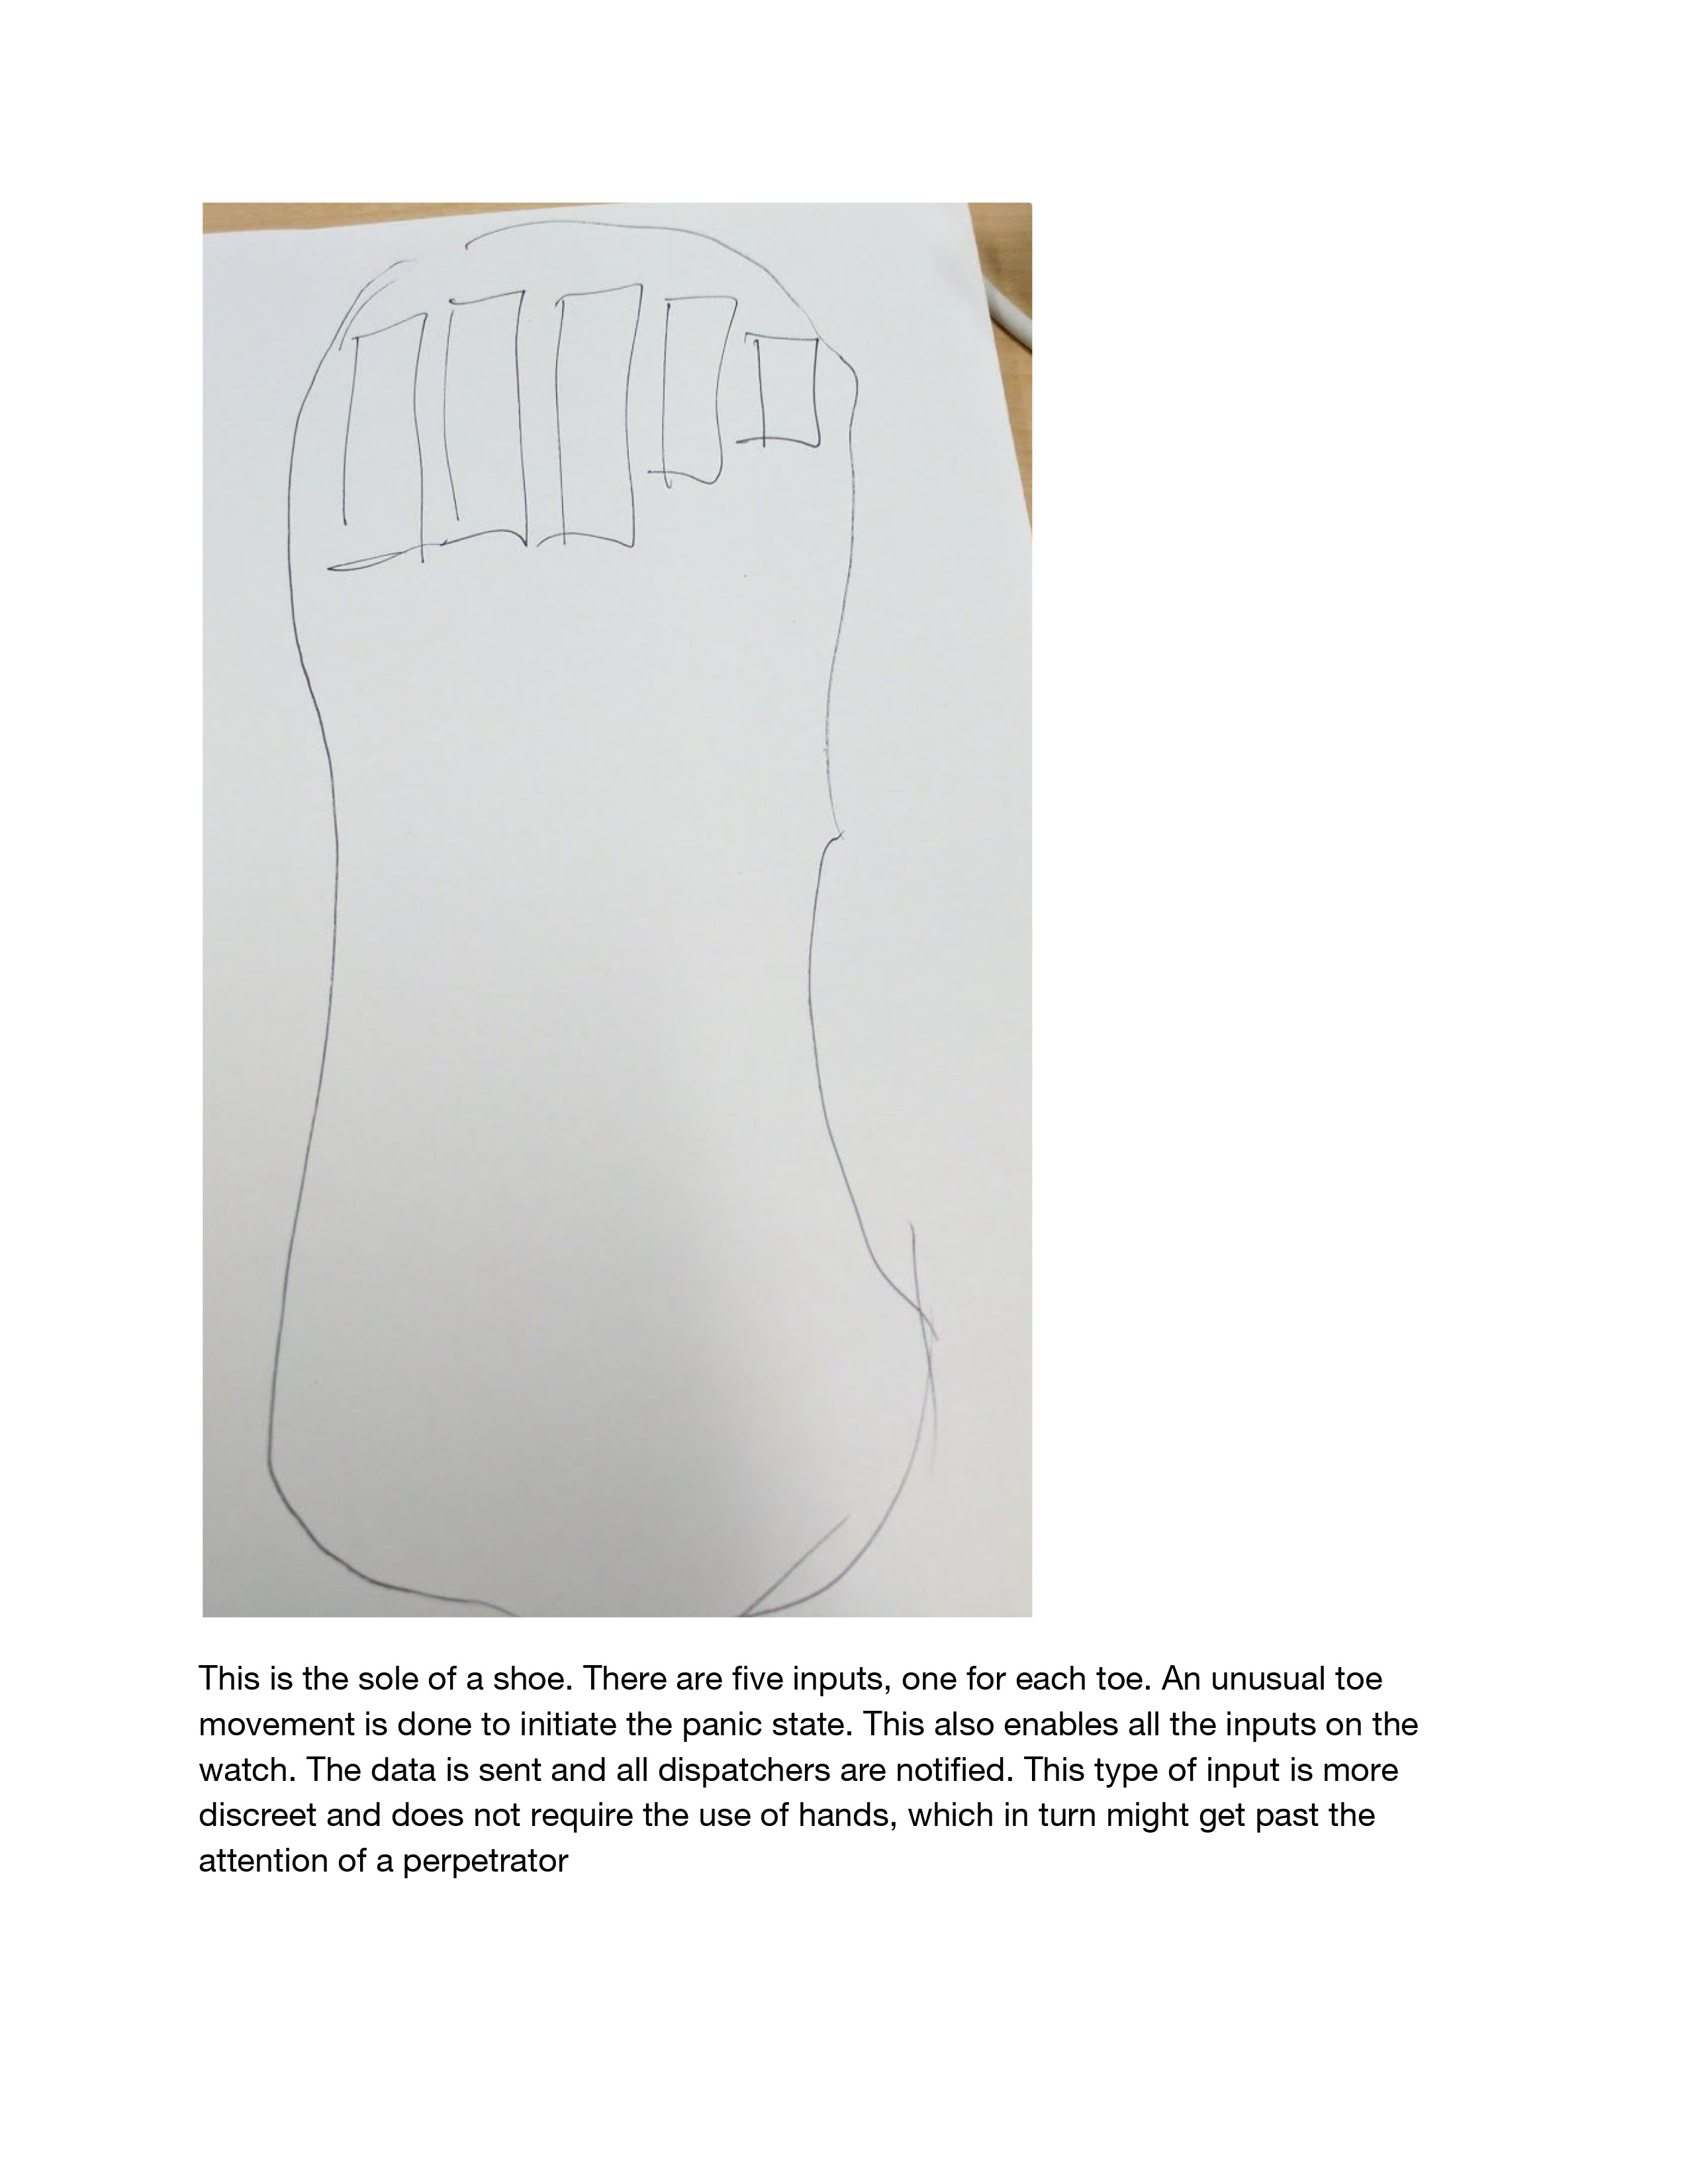 This is the sole of a shoe. There are five inputs, one for each toe. An unusual toe
movement is done to initiate the panic state. This also enables all the inputs on the
watch. The data is sent and all dispatchers are notified. This type of input is more
discreet and does not require the use of hands, which in turn might get past the
attention of a perpetrator